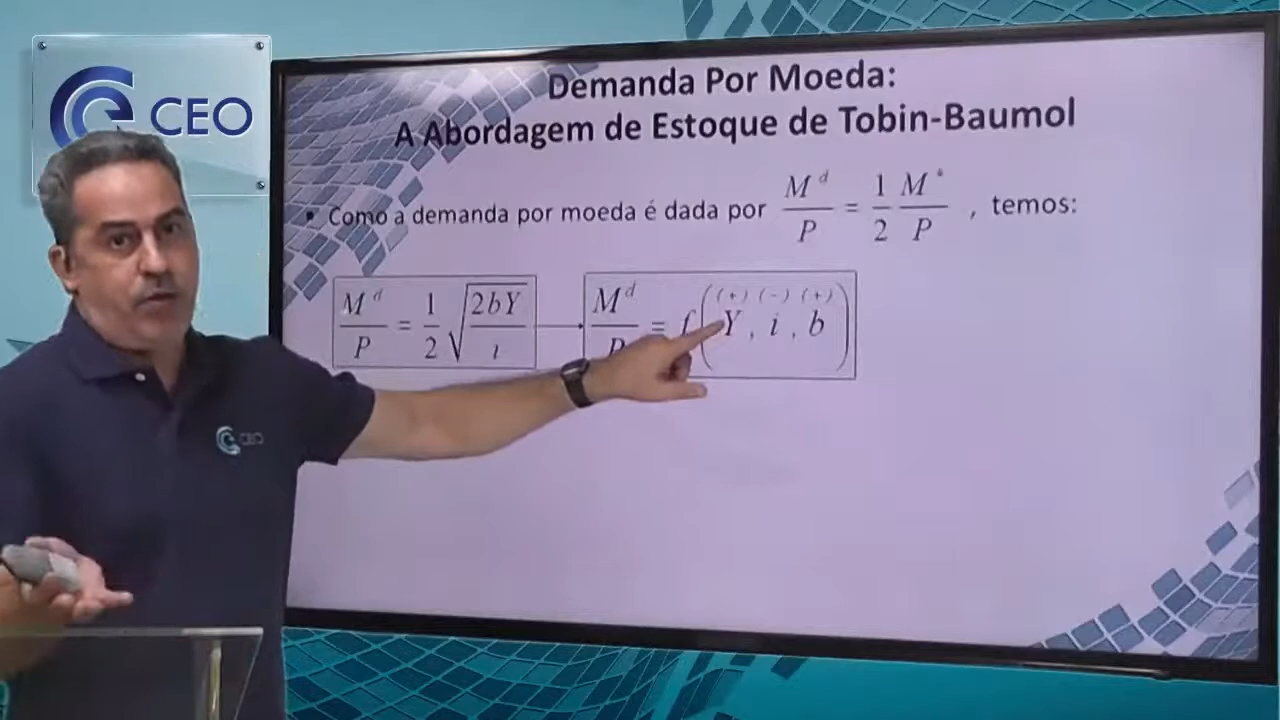 CEO
Demanda Por Moeda:
A Abordagem de Estoque de Tobin-Baumol
• Como a demanda por moeda é dada por M^d/P = 1/2 M*/P , temos:
M^d/P = 1/2 √(2bY/i) → M^d/P = f(Y, i, b)
(+) (-) (+)
CEO